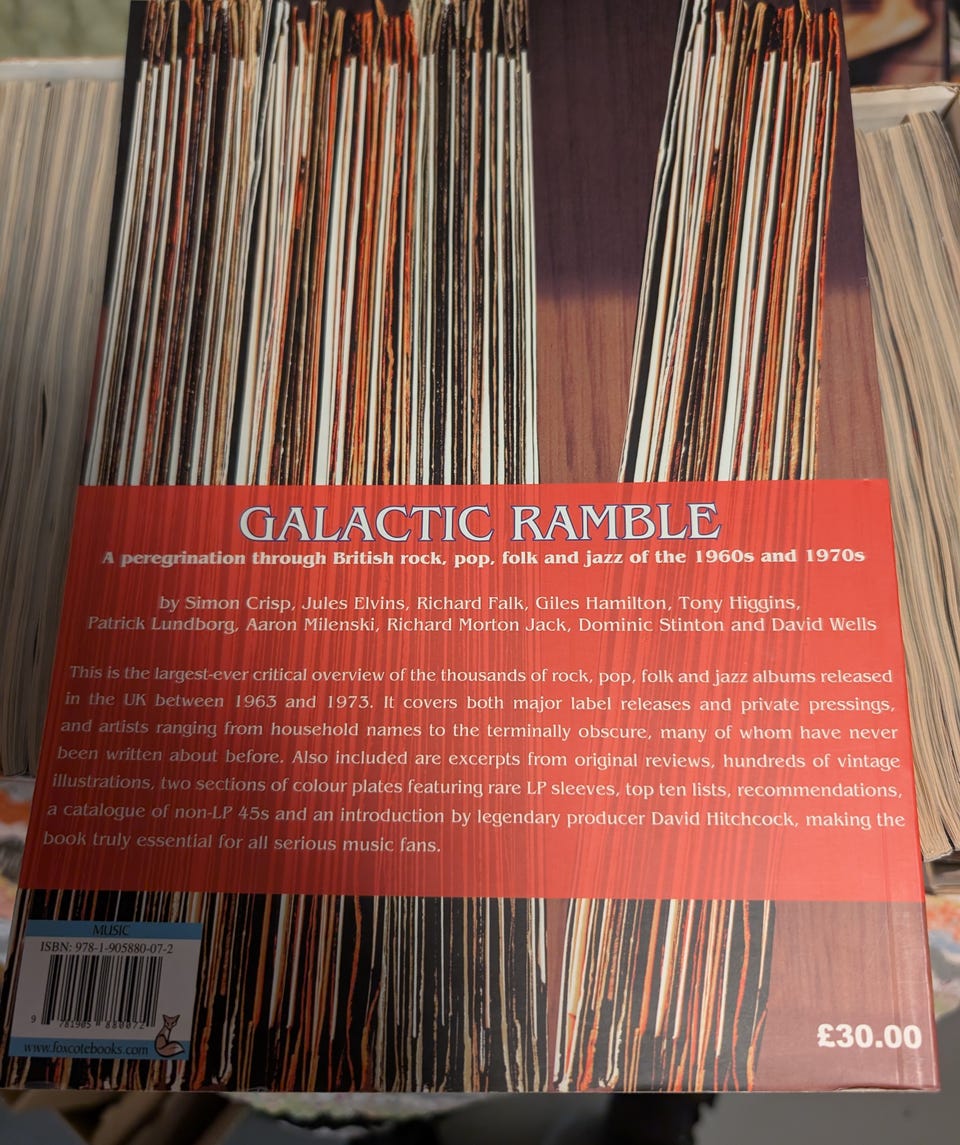 GALACTIC RAMBLE
A peregrination through British rock, pop, folk and jazz of the 1960s and 1970s
by Simon Crisp, Jules Elvins, Richard Falk, Giles Hamilton, Tony Higgins,
Patrick Lundborg, Aaron Milenski, Richard Morton Jack, Dominic Stinton and David Wells
This is the largest-ever critical overview of the thousands of rock, pop, folk and jazz albums released
in the UK between 1963 and 1973. It covers both major label releases and private pressings,
and artists ranging from household names to the terminally obscure, many of whom have never
been written about before. Also included are excerpts from original reviews, hundreds of vintage
illustrations, two sections of colour plates featuring rare LP sleeves, top ten lists, recommendations,
a catalogue of non-LP 45s and an introduction by legendary producer David Hitchcock, making the
book truly essential for all serious music fans.
MUSIC
ISBN: 978-1-905880-07-2
9 781905 880072
www.foxcotebooks.com
£30.00